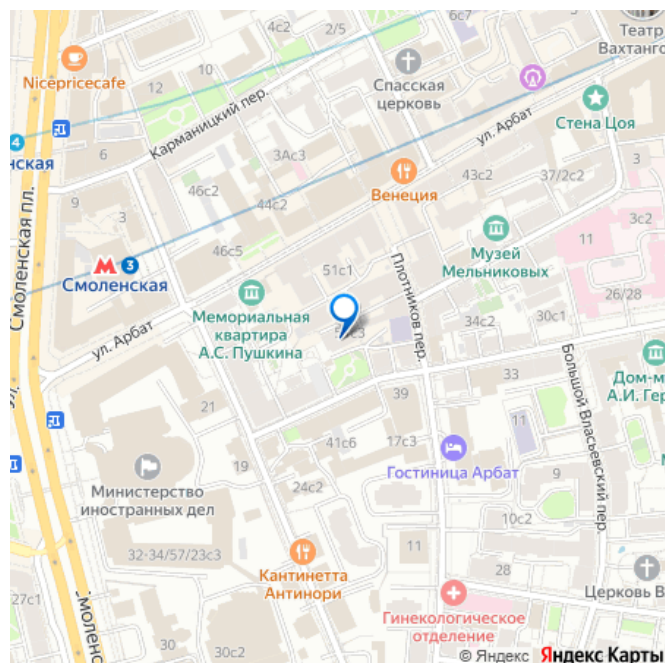 4с2
2/5
6с7
Театр
Вахтанго
Nicepricecafe
12
10
Спасская
церковь
Карманицкий пер.
ул. Арбат
Стена Цоя
4
нская
6
3Ас3
46с2
Венеция
43с2
37/2с2
3
9
3
44с2
3с2
11
Смоленская пл.
3
Смоленская
46с5
51с1
Музей
Мельниковых
26/28
Мемориальная
квартира
А.С. Пушкина
Плотников пер.
34с2
30с1
ул. Арбат
33
Дом-м
А.И. Гер
21
39
Большой Власьевский пер.
11
19
41с6
17с3
Гостиница Арбат
9
Министерство
иностранных дел
24с2
10с2
32-34/57/23с3
11
28
Кантинетта
Антинори
Церковь В
27с1
Гинекологическое
отделение
30с2
© Яндекс Яндекс Карты